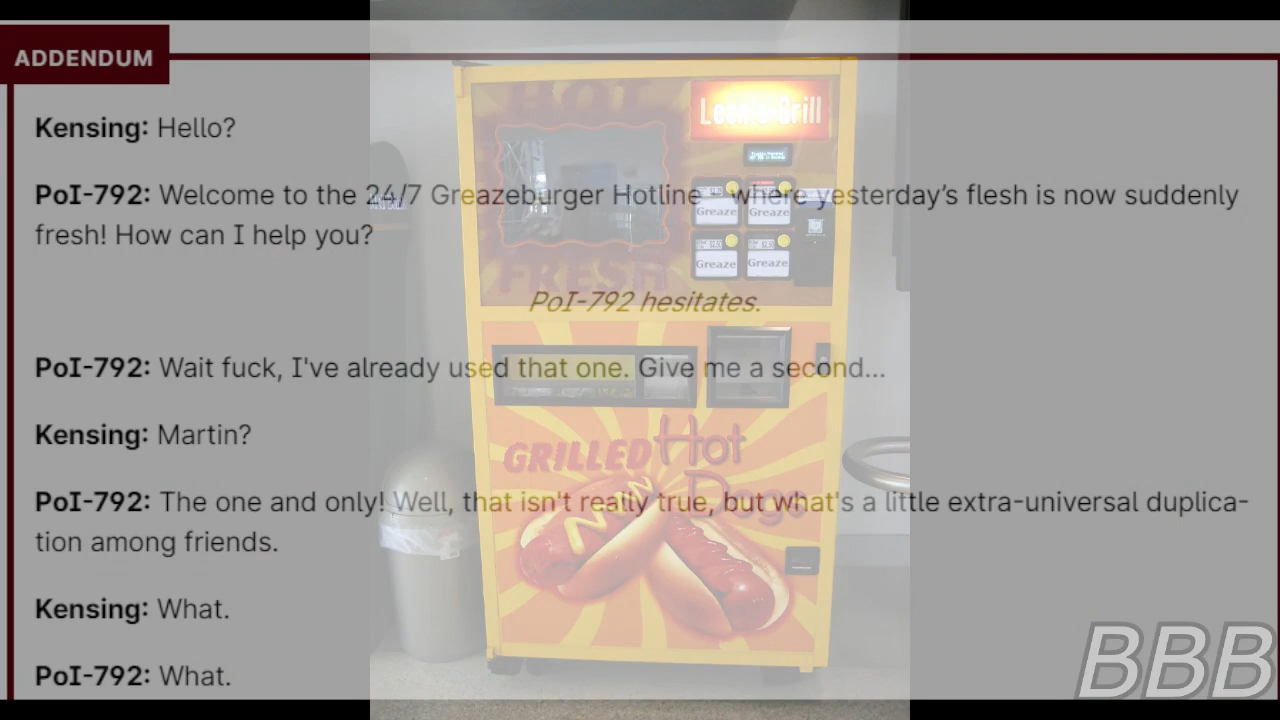 ADDENDUM
Kensing: Hello?
PoI-792: Welcome to the 24/7 Greazeburger Hotline – where yesterday’s flesh is now suddenly
fresh! How can I help you?
PoI-792 hesitates.
PoI-792: Wait fuck, I've already used that one. Give me a second...
Kensing: Martin?
PoI-792: The one and only! Well, that isn't really true, but what's a little extra-universal duplica-
tion among friends.
Kensing: What.
PoI-792: What.
HOT
FRESH
Leon's Grill
Greaze Greaze
Greaze Greaze
GRILLED Hot
Dogs
BBB